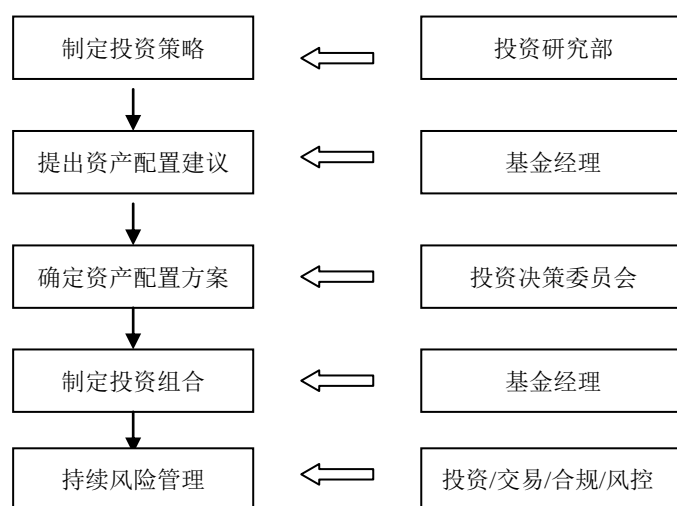 制定投资策略
投资研究部
提出资产配置建议
基金经理
确定资产配置方案
投资决策委员会
制定投资组合
基金经理
持续风险管理
投资/交易/合规/风控